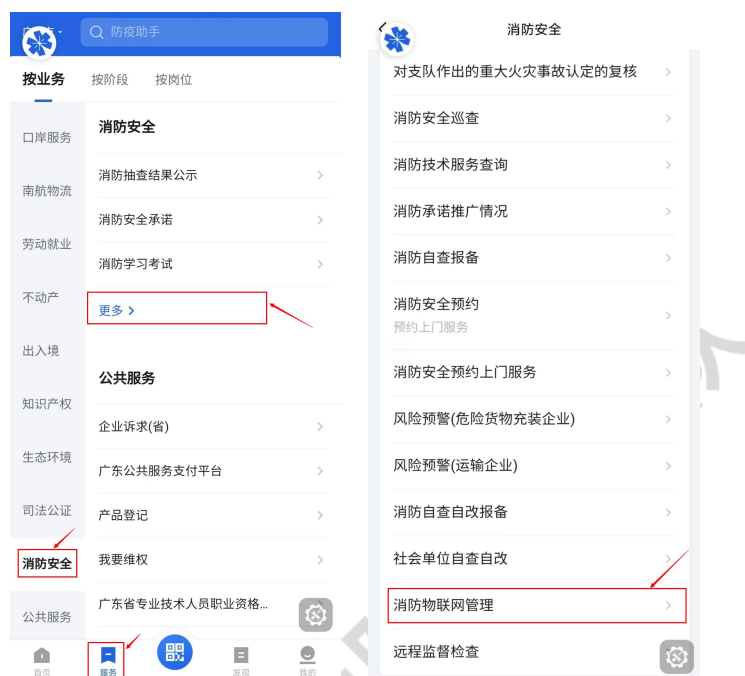 防疫助手
按业务
按阶段
按岗位
口岸服务
南航物流
劳动就业
不动产
出入境
知识产权
生态环境
司法公证
消防安全
公共服务
消防安全
消防抽查结果公示
消防安全承诺
消防学习考试
更多
公共服务
企业诉求(省)
广东公共服务支付平台
产品登记
我要维权
广东省专业技术人员职业资格...
首页
服务
发现
我的
消防安全
对支队作出的重大火灾事故认定的复核
消防安全巡查
消防技术服务查询
消防承诺推广情况
消防自查报备
消防安全预约
预约上门服务
消防安全预约上门服务
风险预警(危险货物充装企业)
风险预警(运输企业)
消防自查自改报备
社会单位自查自改
消防物联网管理
远程监督检查